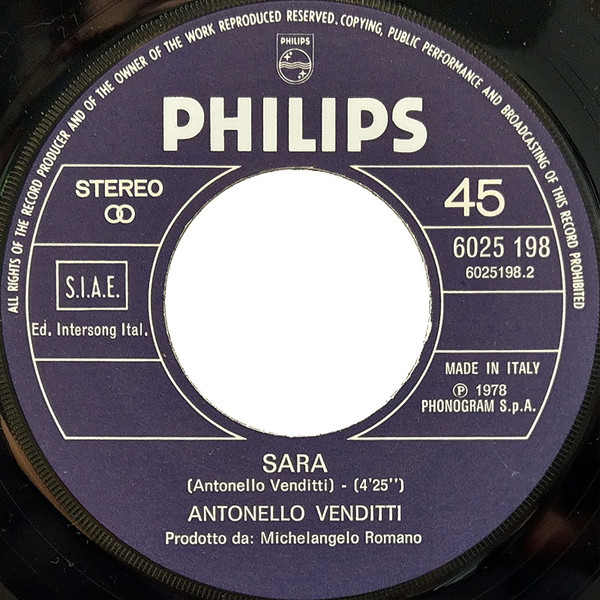 ALL RIGHTS OF THE RECORD PRODUCER AND OF THE OWNER OF THE WORK REPRODUCED RESERVED. COPYING, PUBLIC PERFORMANCE AND BROADCASTING OF THIS RECORD PROHIBITED
PHILIPS
PHILIPS
STEREO
45
6025 198
6025198.2
S.I.A.E.
Ed. Intersong Ital.
MADE IN ITALY
℗ 1978
PHONOGRAM S.p.A.
SARA
(Antonello Venditti) - (4'25'')
ANTONELLO VENDITTI
Prodotto da: Michelangelo Romano